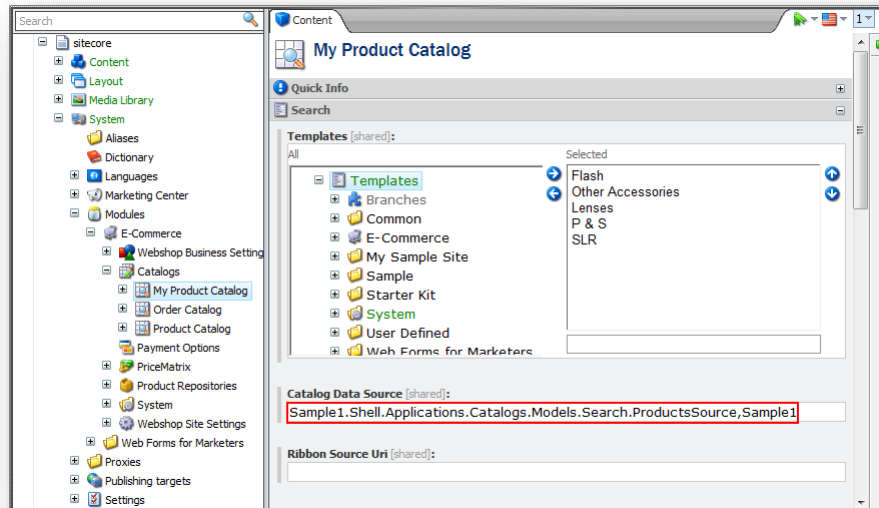 Search
sitecore
Content
Layout
Media Library
System
Aliases
Dictionary
Languages
Marketing Center
Modules
E-Commerce
Webshop Business Setting
Catalogs
My Product Catalog
Order Catalog
Product Catalog
Payment Options
PriceMatrix
Product Repositories
System
Webshop Site Settings
Web Forms for Marketers
Proxies
Publishing targets
Settings
Content
1
My Product Catalog
Quick Info
Search
Templates [shared]:
All
Templates
Branches
Common
E-Commerce
My Sample Site
Sample
Starter Kit
System
User Defined
Web Forms for Marketers
Selected
Flash
Other Accessories
Lenses
P & S
SLR
Catalog Data Source [shared]:
Sample1.Shell.Applications.Catalogs.Models.Search.ProductsSource,Sample1
Ribbon Source Uri [shared]: